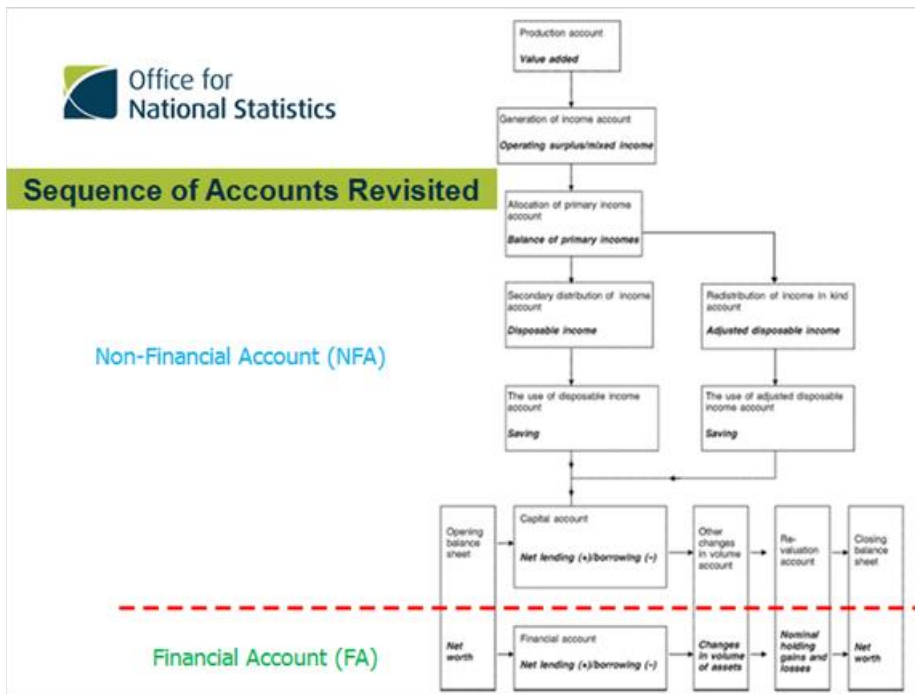 Office for
National Statistics
Sequence of Accounts Revisited
Non-Financial Account (NFA)
Financial Account (FA)
Production account
Value added
Generation of income account
Operating surplus/mixed income
Allocation of primary income
account
Balance of primary incomes
Secondary distribution of income
account
Disposable income
Redistribution of income in kind
account
Adjusted disposable income
The use of disposable income
account
Saving
The use of adjusted disposable
income account
Saving
Opening
balance
sheet
Capital account
Net lending (+)/borrowing (-)
Other
changes
in volume
account
Re-
valuation
account
Closing
balance
sheet
Net
worth
Financial account
Net lending (+)/borrowing (-)
Changes
in volume
of assets
Nominal
holding
gains and
losses
Net
worth